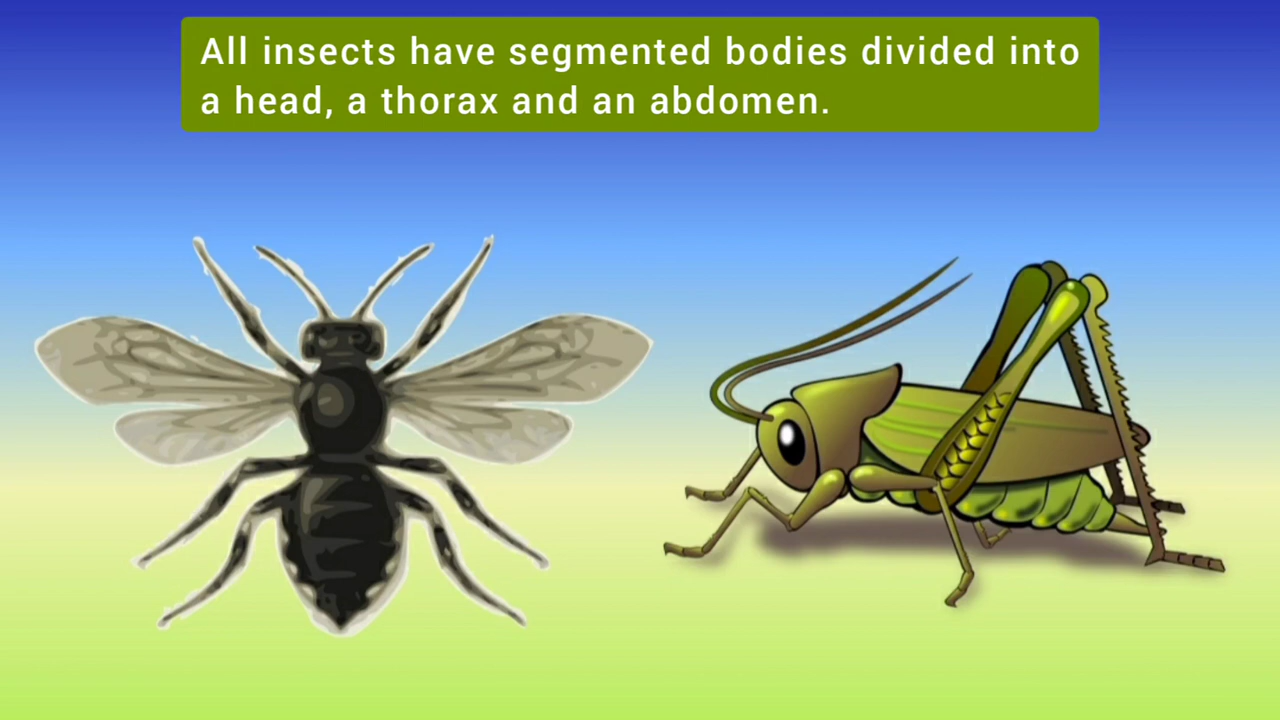 All insects have segmented bodies divided into
a head, a thorax and an abdomen.